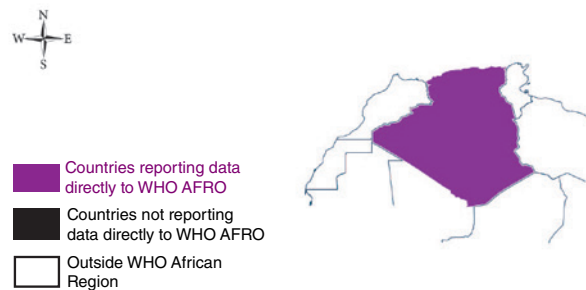 N
W E
S
Countries reporting data
directly to WHO AFRO
Countries not reporting
data directly to WHO AFRO
Outside WHO African
Region